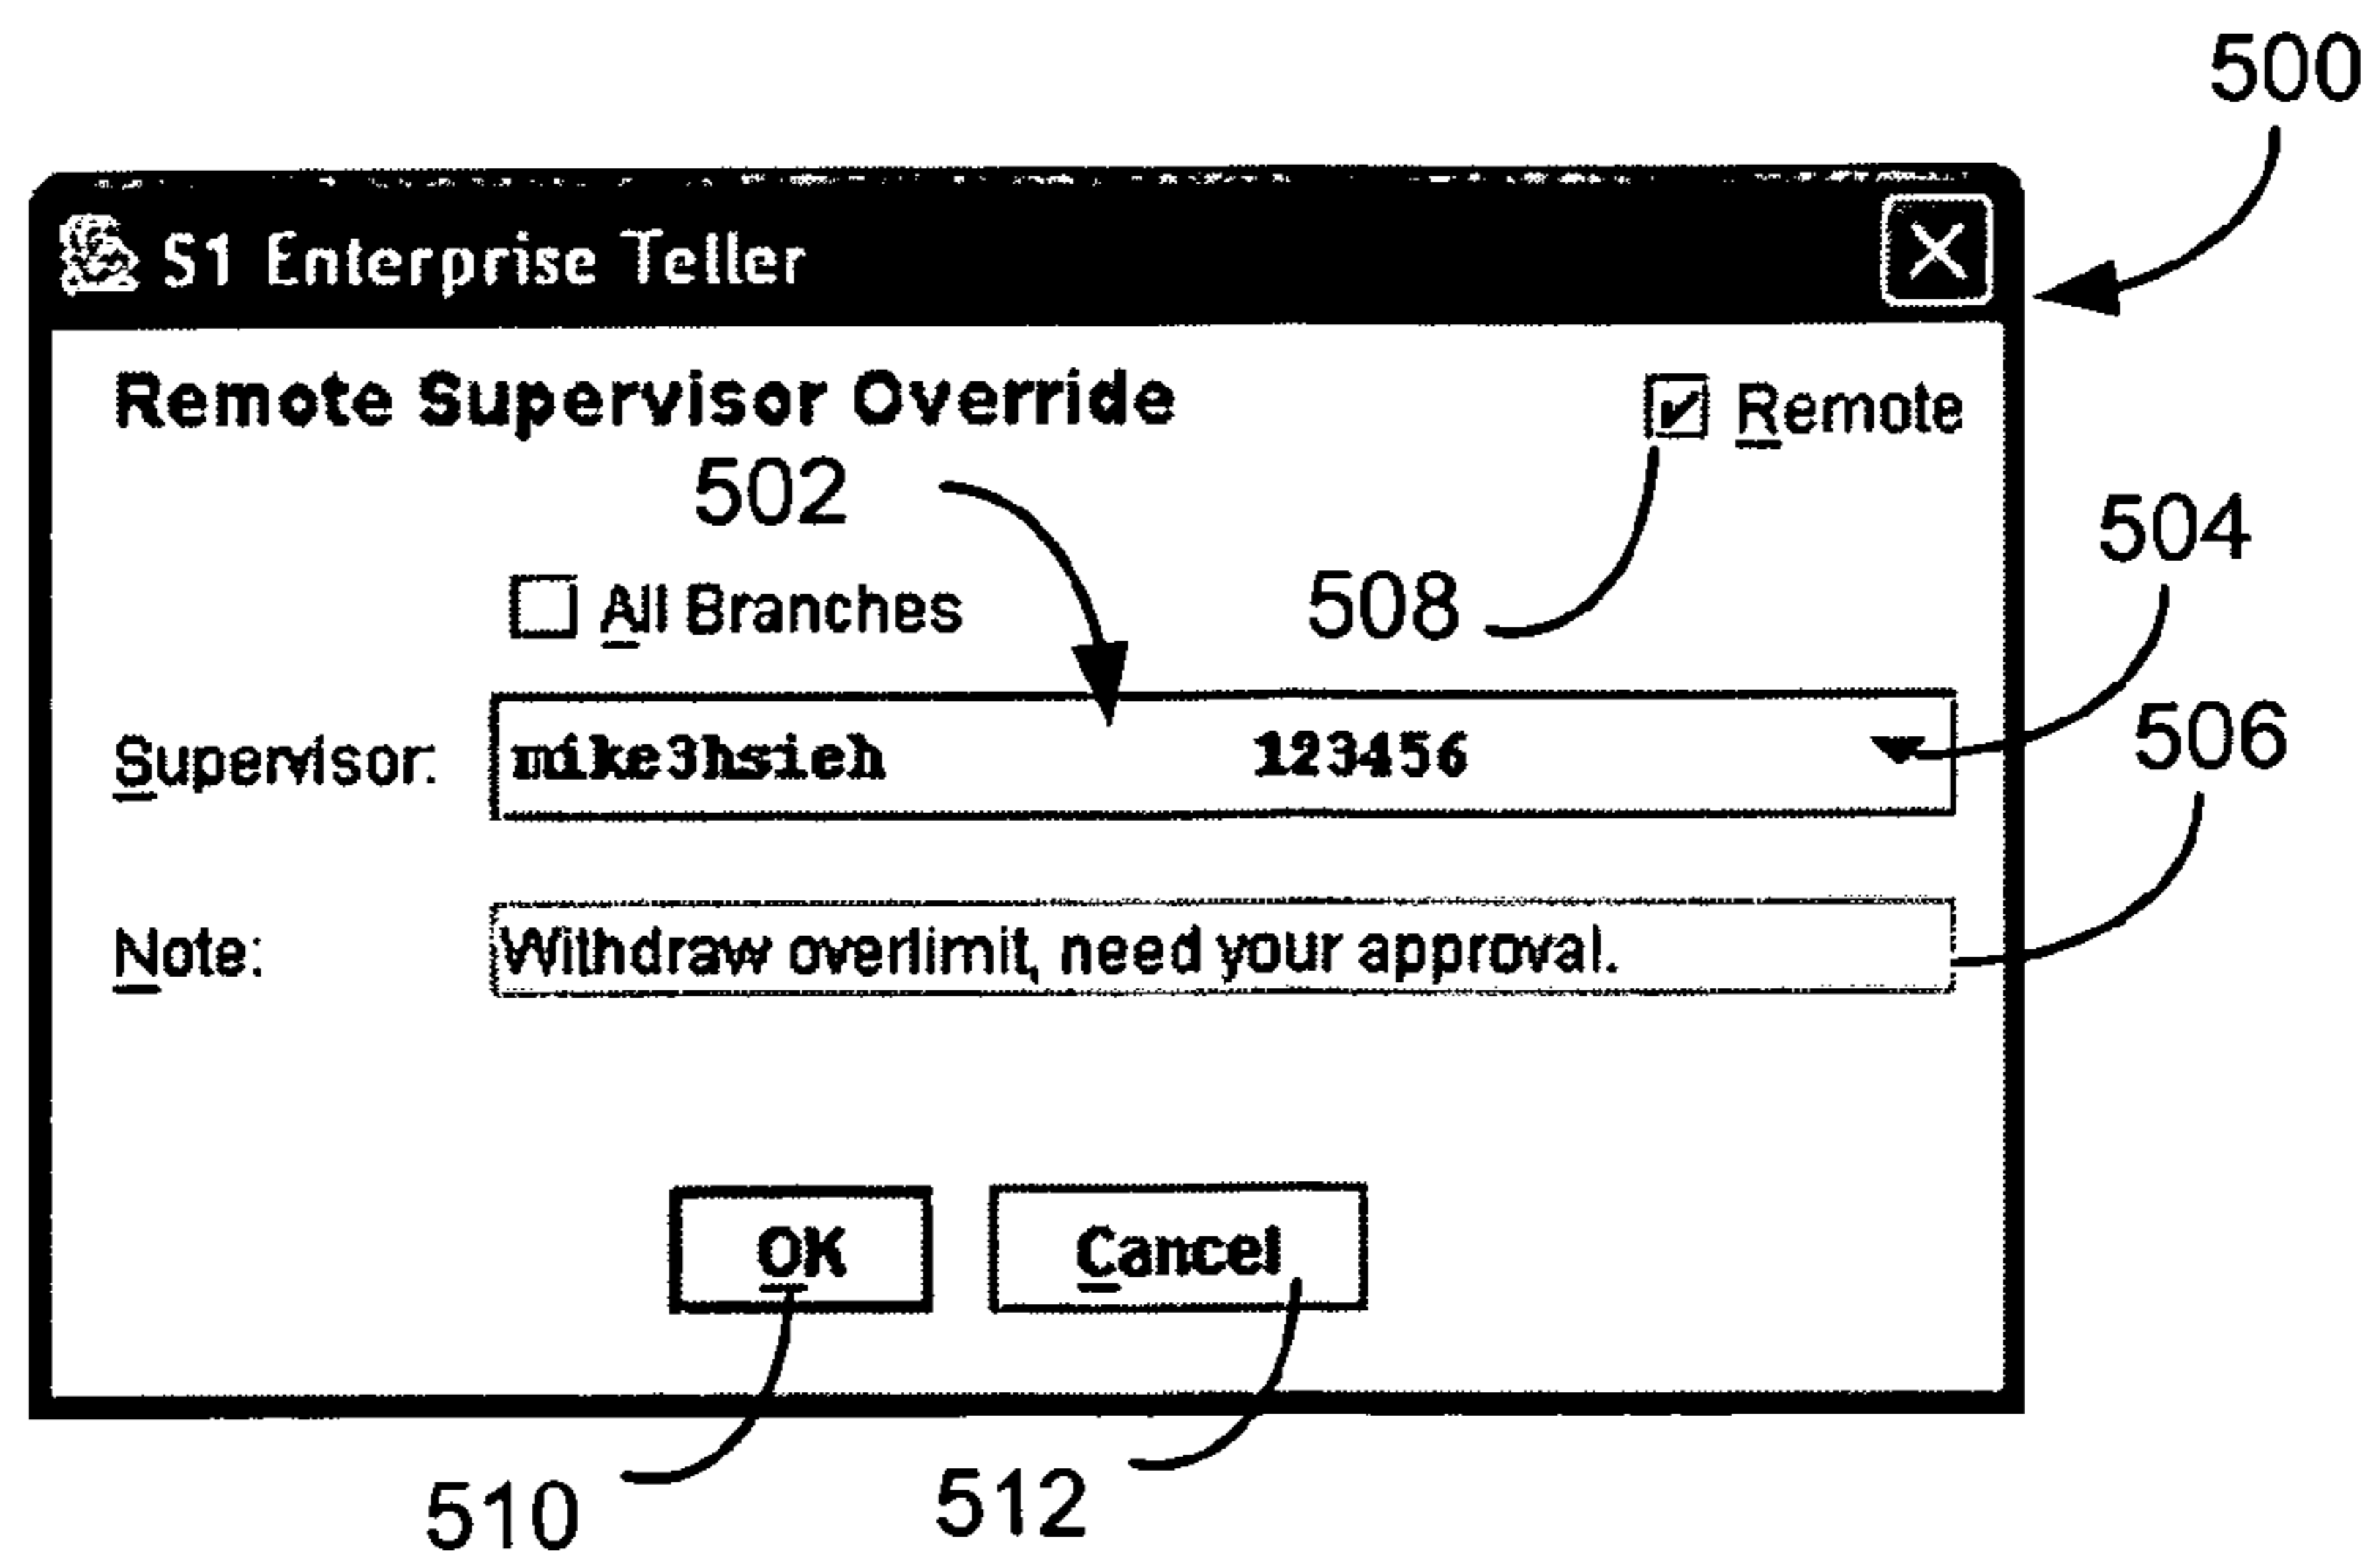 500
S1 Enterprise Teller
Remote Supervisor Override
Remote
502
504
All Branches
508
Supervisor: mike3hsieh 123456
506
Note: Withdraw overlimit, need your approval.
OK Cancel
510
512